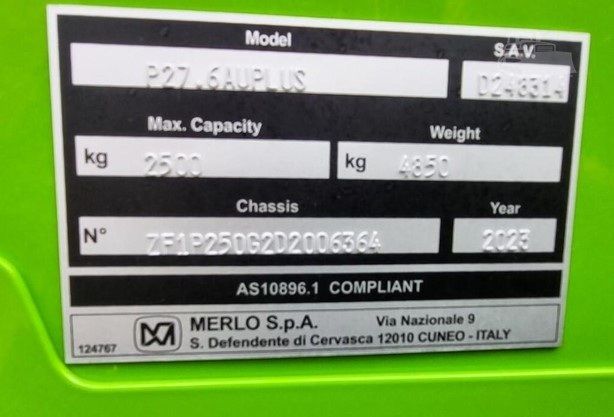 Model S.A.V.
P27.6AUPLUS D248314
Max. Capacity Weight
kg 2500 kg 4850
Chassis Year
N° ZF1P250G2D200636A 2023
AS10896.1 COMPLIANT
MERLO S.p.A. Via Nazionale 9
124767 S. Defendente di Cervasca 12010 CUNEO - ITALY